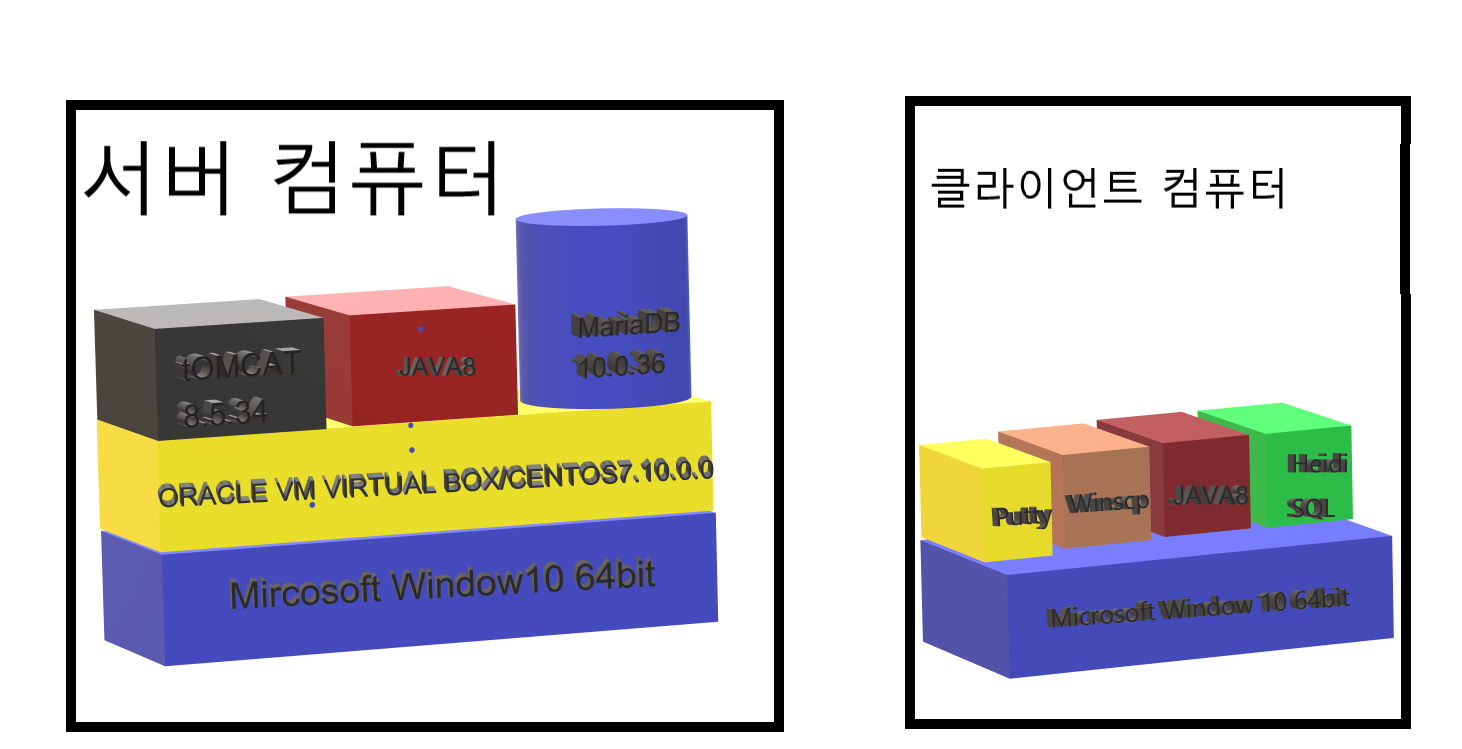 서버 컴퓨터
tOMCAT
8.5.34
JAVA8
MariaDB
10.0.36
ORACLE VM VIRTUAL BOX/CENTOS7.10.0.0
Mircosoft Window10 64bit
클라이언트 컴퓨터
Putty
Winscp
JAVA8
Heidi
SQL
Microsoft Window 10 64bit